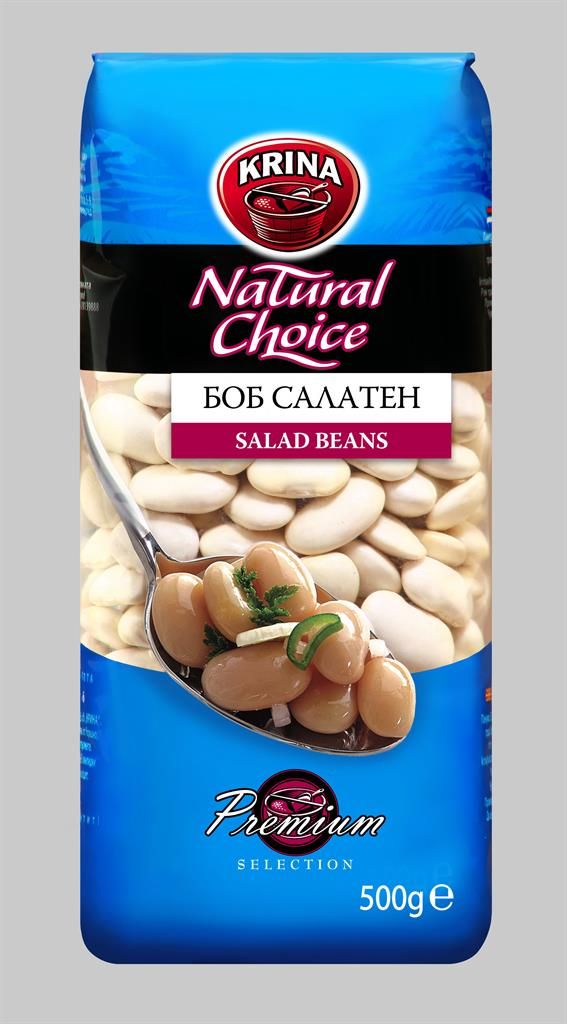 KRINA
Natural
Choice
БОБ САЛАТЕН
SALAD BEANS
Premium
SELECTION
500g e